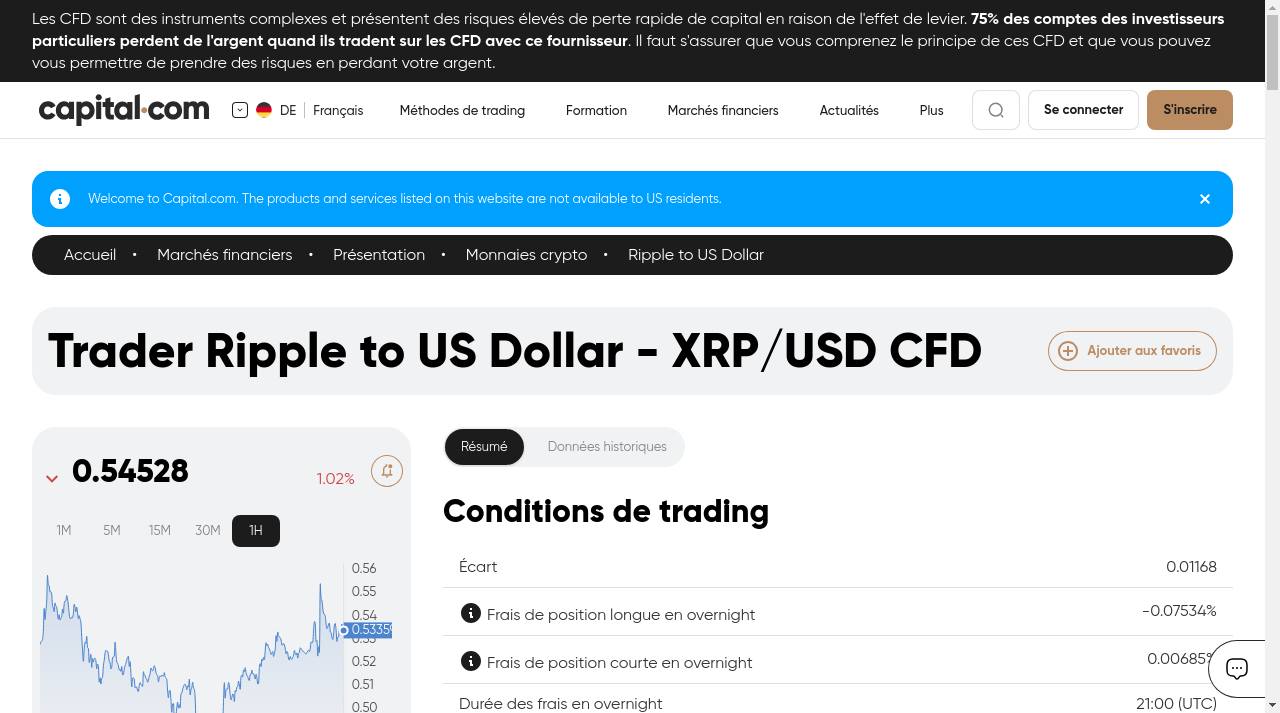 Les CFD sont des instruments complexes et présentent des risques élevés de perte rapide de capital en raison de l'effet de levier. 75% des comptes des investisseurs
particuliers perdent de l'argent quand ils tradent sur les CFD avec ce fournisseur. Il faut s'assurer que vous comprenez le principe de ces CFD et que vous pouvez
vous permettre de prendre des risques en perdant votre argent.
capital.com DE Français Méthodes de trading Formation Marchés financiers Actualités Plus Se connecter S'inscrire
Welcome to Capital.com. The products and services listed on this website are not available to US residents.
Accueil • Marchés financiers • Présentation • Monnaies crypto • Ripple to US Dollar
Trader Ripple to US Dollar - XRP/USD CFD
Ajouter aux favoris
0.54528 1.02%
1M 5M 15M 30M 1H
0.56
0.55
0.54
0.5335
0.52
0.51
0.50
Résumé Données historiques
Conditions de trading
Écart 0.01168
Frais de position longue en overnight -0.07534%
Frais de position courte en overnight 0.00685%
Durée des frais en overnight 21:00 (UTC)